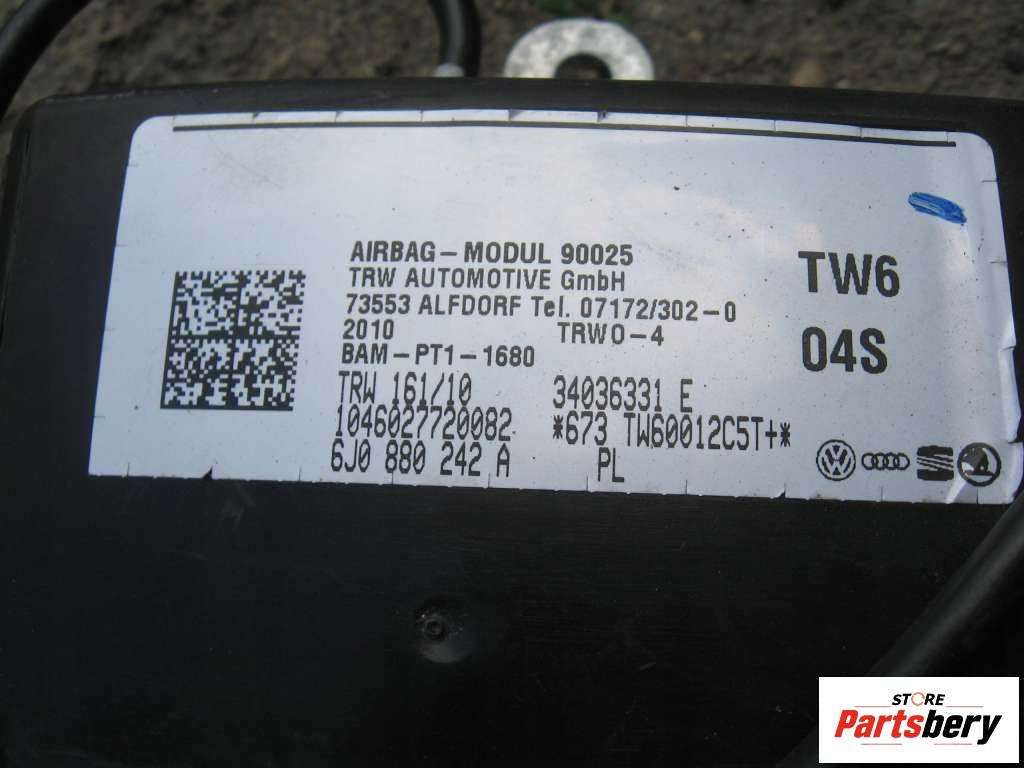 AIRBAG-MODUL 90025
TRW AUTOMOTIVE GmbH
73553 ALFDORF Tel. 07172/302-0
2010 TRWO-4
BAM-PT1-1680
TRW 161/10 34036331 E
1046027720082 *673 TW60012C5T+*
6J0 880 242 A PL
TW6
04S
STORE
Partsbery